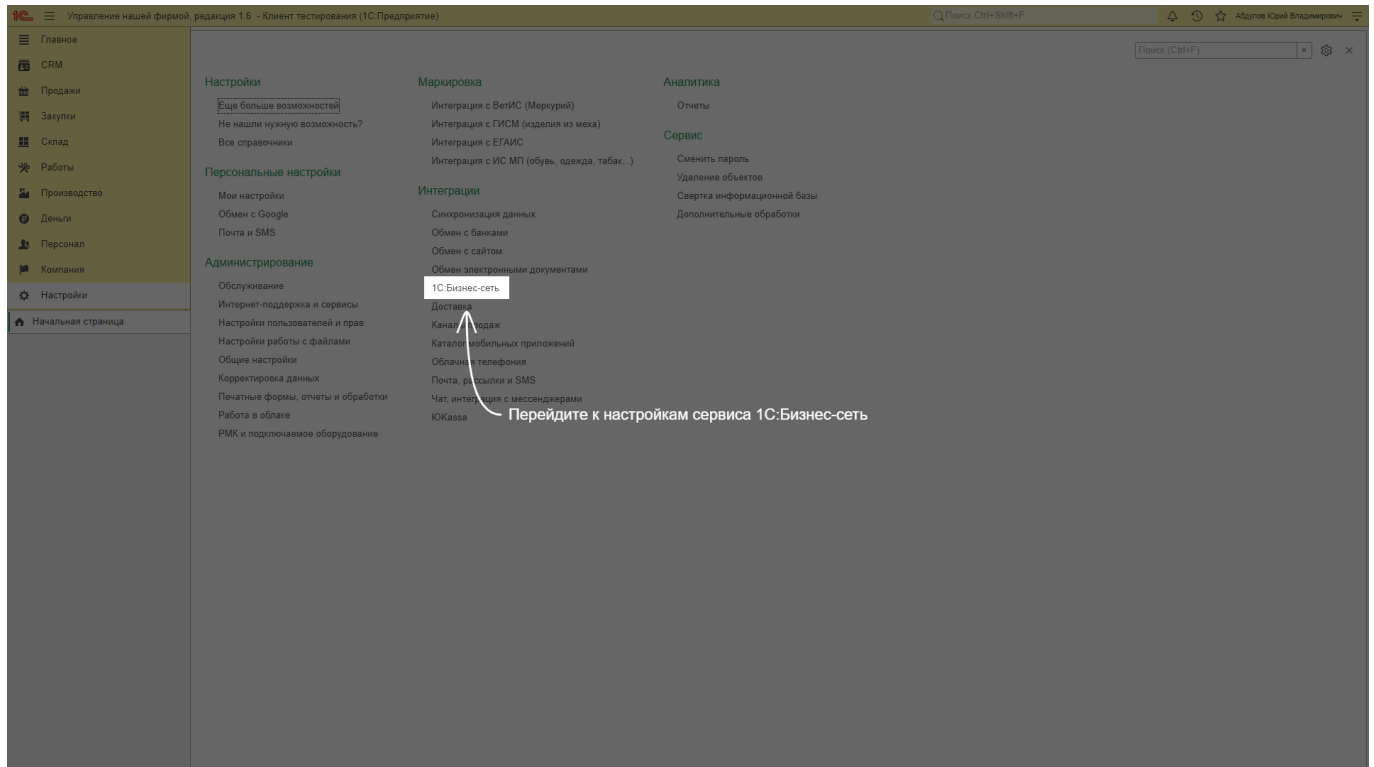 1С
Управление нашей фирмой, редакция 1.6 - Клиент тестирования (1С:Предприятие)
Поиск Ctrl+Shift+F
Абдулов Юрий Владимирович
Главное
CRM
Продажи
Закупки
Склад
Работы
Производство
Деньги
Персонал
Компания
Настройки
Начальная страница
Поиск (Ctrl+F)
×
Настройки
Еще больше возможностей
Не нашли нужную возможность?
Все справочники
Персональные настройки
Мои настройки
Обмен с Google
Почта и SMS
Администрирование
Обслуживание
Интернет-поддержка и сервисы
Настройки пользователей и прав
Настройки работы с файлами
Общие настройки
Корректировка данных
Печатные формы, отчеты и обработки
Работа в облаке
РМК и подключаемое оборудование
Маркировка
Интеграция с ВетИС (Меркурий)
Интеграция с ГИСМ (изделия из меха)
Интеграция с ЕГАИС
Интеграция с ИС МП (обувь, одежда, табак...)
Интеграции
Синхронизация данных
Обмен с банками
Обмен с сайтом
Обмен электронными документами
1С:Бизнес-сеть
Доставка
Каналы продаж
Каталог мобильных приложений
Облачная телефония
Почта, рассылки и SMS
Чат, интеграция с мессенджерами
ЮKassa
Аналитика
Отчеты
Сервис
Сменить пароль
Удаление объектов
Свертка информационной базы
Дополнительные обработки
Перейдите к настройкам сервиса 1С:Бизнес-сеть